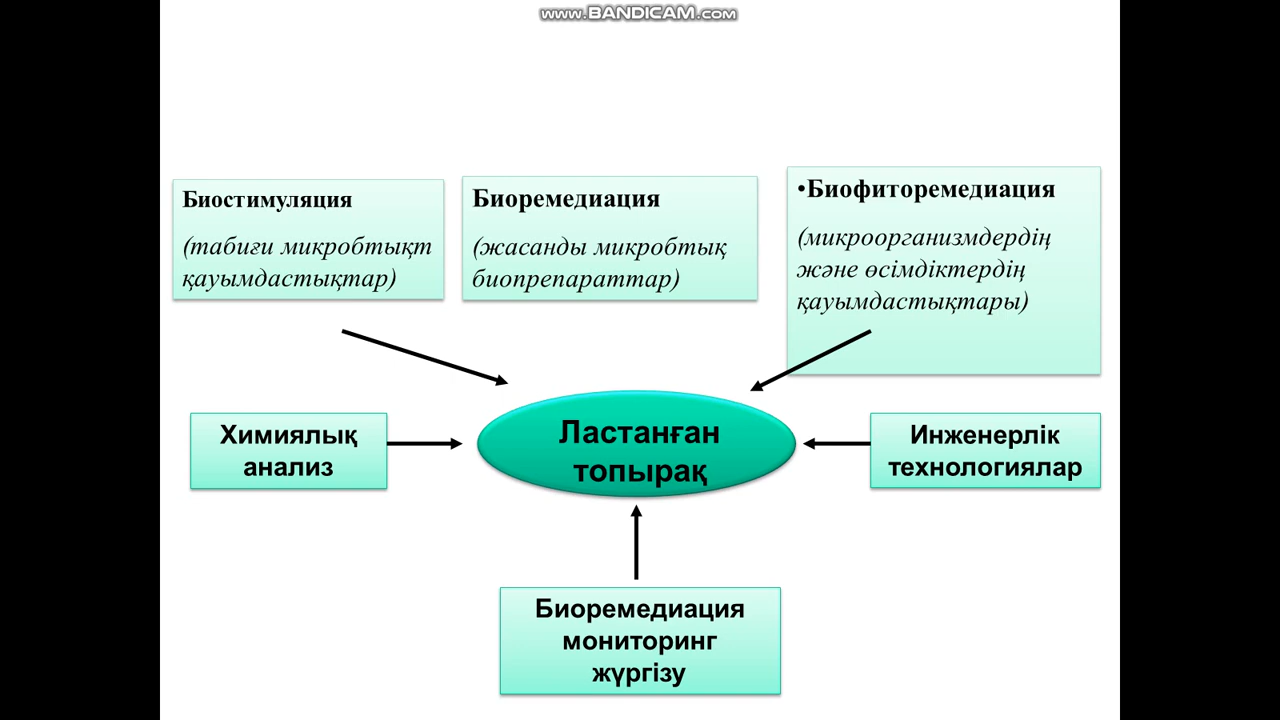 www.BANDICAM.com
Биостимуляция
(табиғи микробтықт
қауымдастықтар)
Биоремедиация
(жасанды микробтық
биопрепараттар)
•Биофиторемедиация
(микроорганизмдердің
және өсімдіктердің
қауымдастықтары)
Химиялық
анализ
Ластанған
топырақ
Инженерлік
технологиялар
Биоремедиация
мониторинг
жүргізу